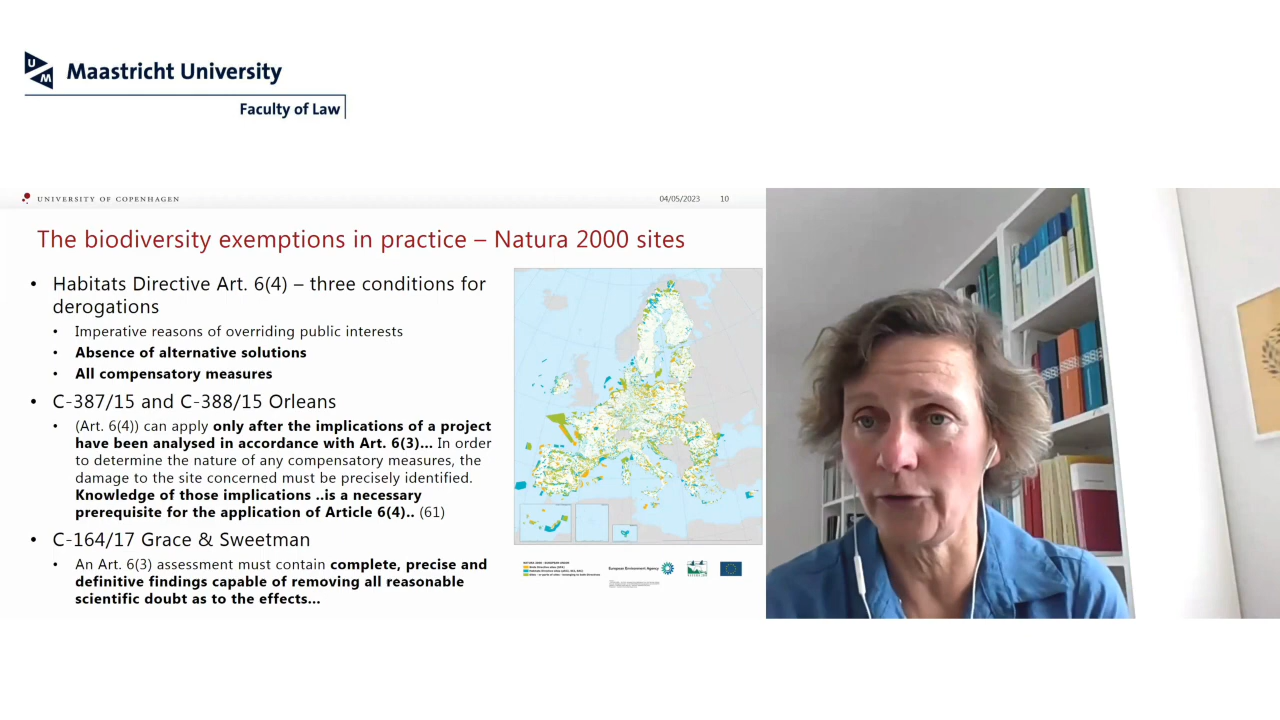 U
M
Maastricht University
Faculty of Law
UNIVERSITY OF COPENHAGEN
04/05/2023 10
The biodiversity exemptions in practice – Natura 2000 sites
• Habitats Directive Art. 6(4) – three conditions for
derogations
• Imperative reasons of overriding public interests
• Absence of alternative solutions
• All compensatory measures
• C-387/15 and C-388/15 Orleans
• (Art. 6(4)) can apply only after the implications of a project
have been analysed in accordance with Art. 6(3)... In order
to determine the nature of any compensatory measures, the
damage to the site concerned must be precisely identified.
Knowledge of those implications ..is a necessary
prerequisite for the application of Article 6(4).. (61)
• C-164/17 Grace & Sweetman
• An Art. 6(3) assessment must contain complete, precise and
definitive findings capable of removing all reasonable
scientific doubt as to the effects...
NATURA 2000 - EUROPEAN UNION
European Environment Agency